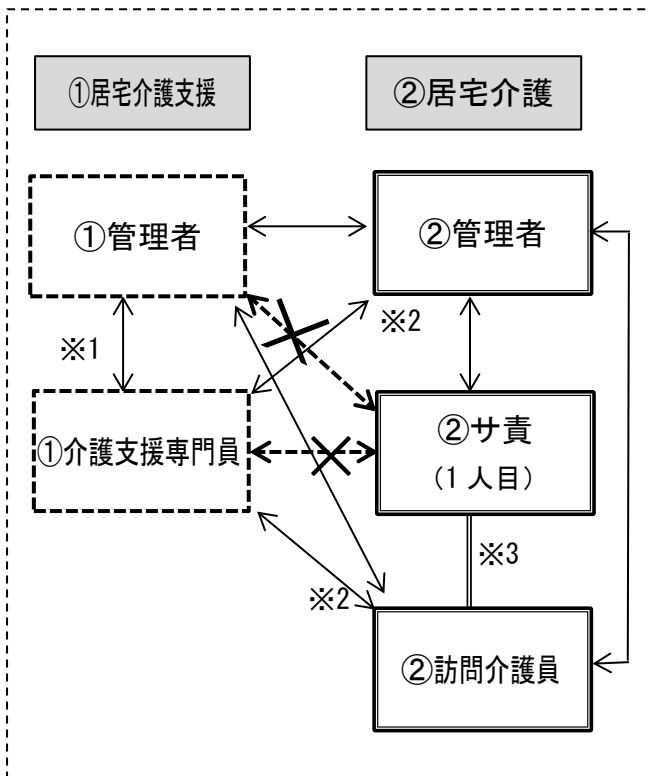 ①居宅介護支援
②居宅介護
①管理者
②管理者
※1
※2
①介護支援専門員
②サ責
(1人目)
※3
※2
②訪問介護員